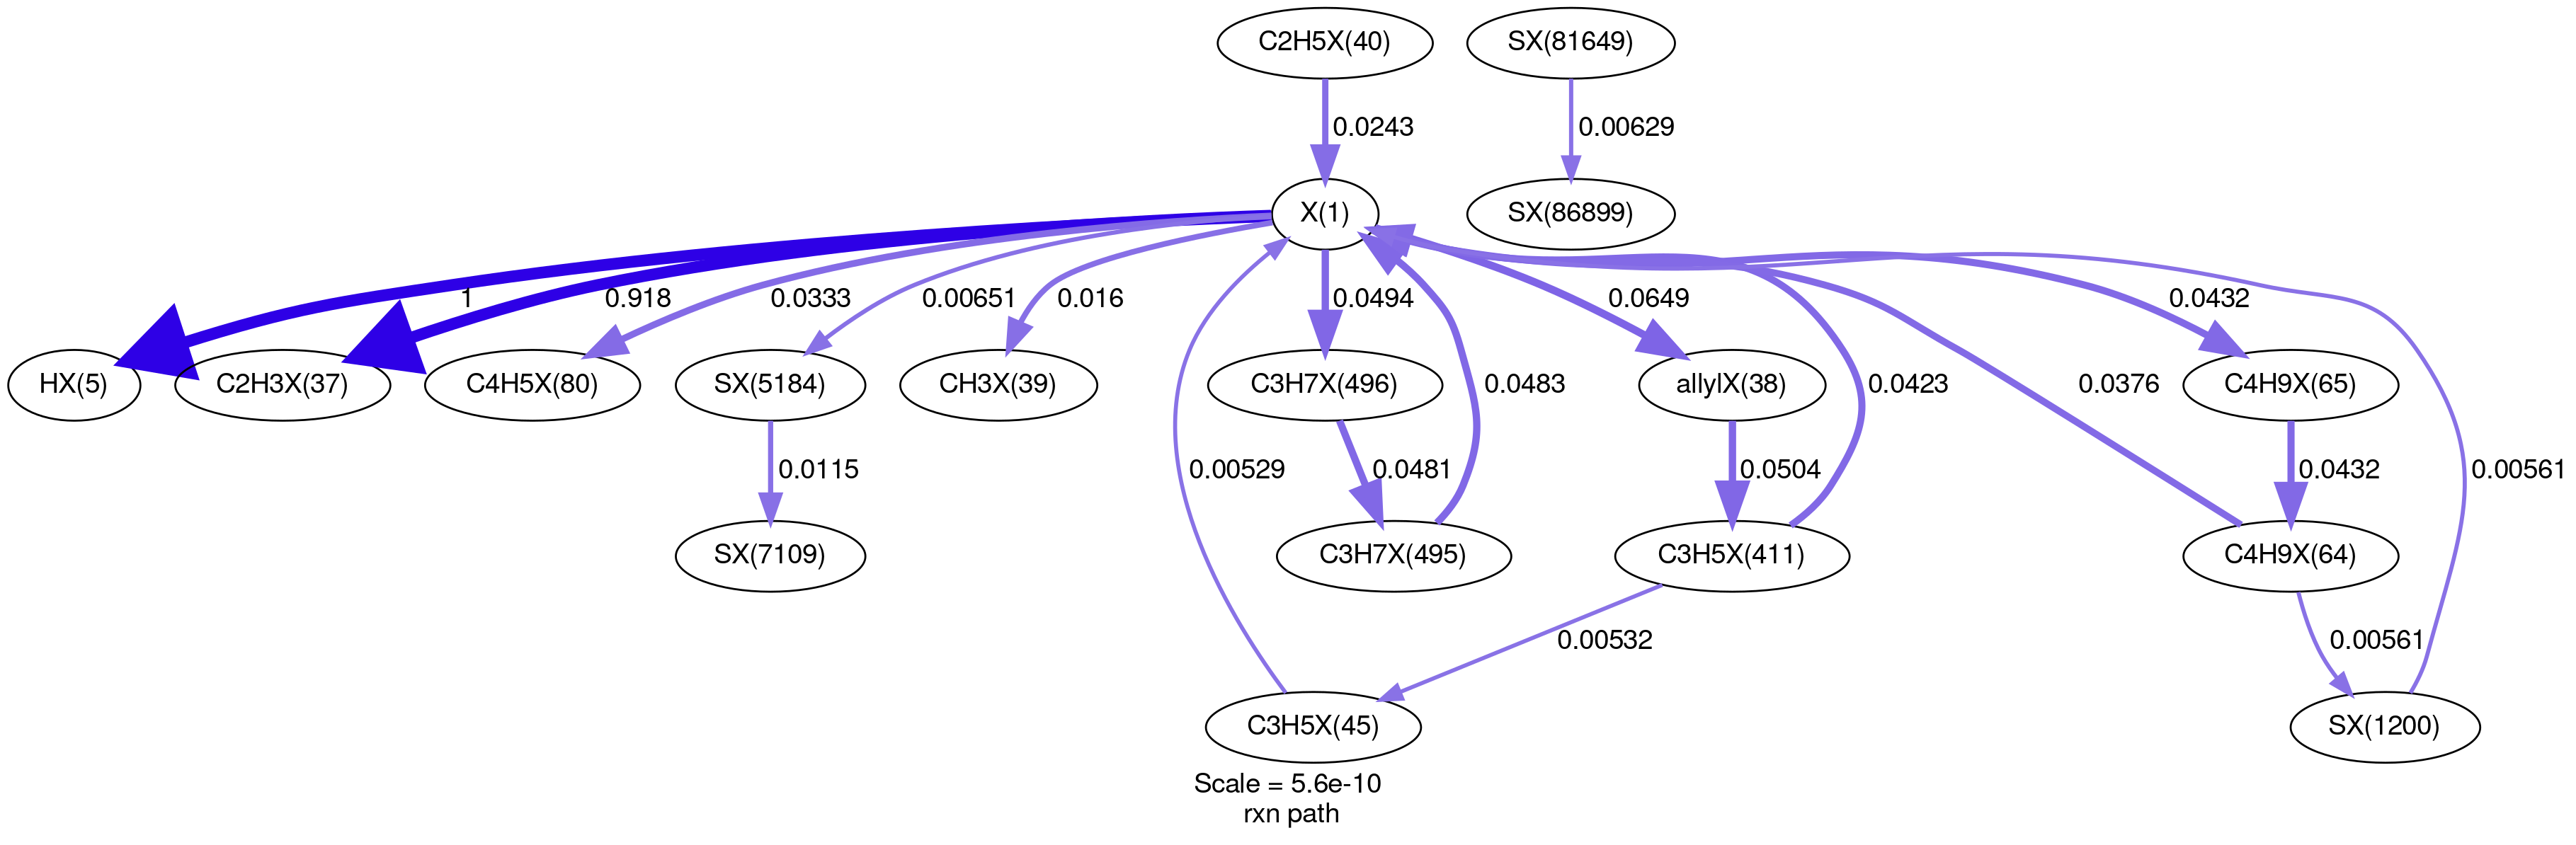 C2H5X(40)
SX(81649)
0.0243
0.00629
X(1)
SX(86899)
1
0.918
0.0333
0.00651
0.016
0.0494
0.0649
0.0432
HX(5)
C2H3X(37)
C4H5X(80)
SX(5184)
CH3X(39)
C3H7X(496)
0.0483
allylX(38)
0.0423
0.0376
C4H9X(65)
0.0115
0.00529
0.0481
0.0504
0.0432
0.00561
SX(7109)
C3H7X(495)
C3H5X(411)
C4H9X(64)
0.00532
0.00561
C3H5X(45)
SX(1200)
Scale = 5.6e-10
rxn path